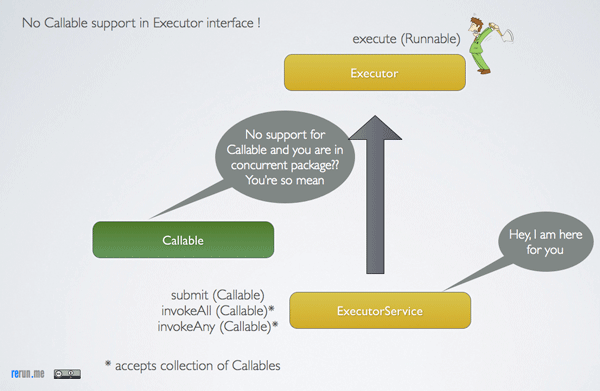 No Callable support in Executor interface !
execute (Runnable)
Executor
No support for
Callable and you are in
concurrent package??
You're so mean
Callable
Hey, I am here
for you
submit (Callable)
invokeAll (Callable)*
invokeAny (Callable)*
ExecutorService
* accepts collection of Callables
rerun.me